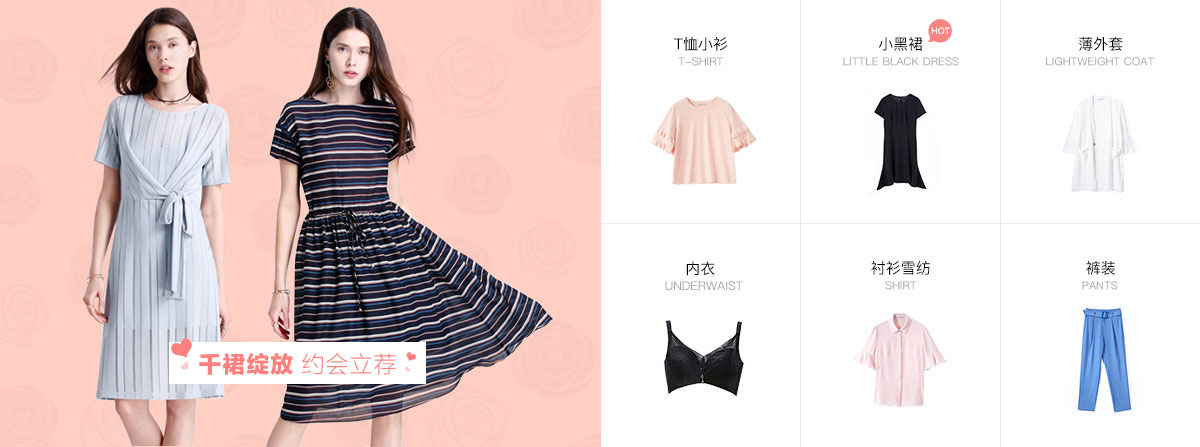 千裙绽放 约会立荐
T恤小衫
T-SHIRT
小黑裙
HOT
LITTLE BLACK DRESS
薄外套
LIGHTWEIGHT COAT
内衣
UNDERWAIST
衬衫雪纺
SHIRT
裤装
PANTS